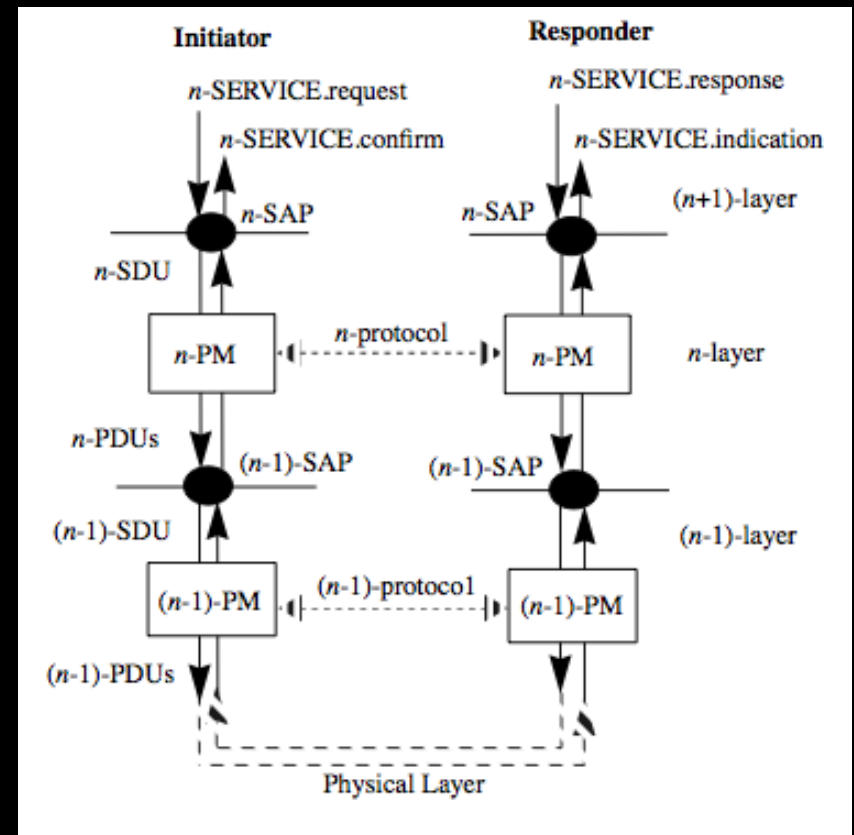 Initiator
Responder
n-SERVICE.request
n-SERVICE.response
n-SERVICE.confirm
n-SERVICE.indication
n-SAP
n-SAP
(n+1)-layer
n-SDU
n-protocol
n-PM
n-PM
n-layer
n-PDUs
(n-1)-SAP
(n-1)-SAP
(n-1)-SDU
(n-1)-layer
(n-1)-protocol
(n-1)-PM
(n-1)-PM
(n-1)-PDUs
Physical Layer